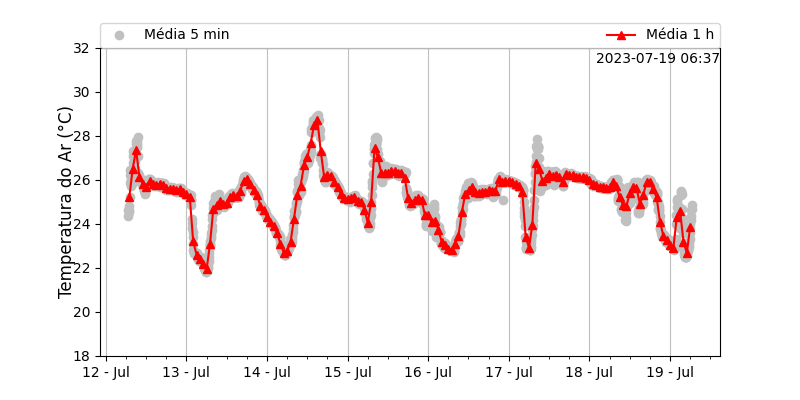 Média 5 min
Média 1 h
2023-07-19 06:37
Temperatura do Ar (°C)
32
30
28
26
24
22
20
18
12 - Jul
13 - Jul
14 - Jul
15 - Jul
16 - Jul
17 - Jul
18 - Jul
19 - Jul